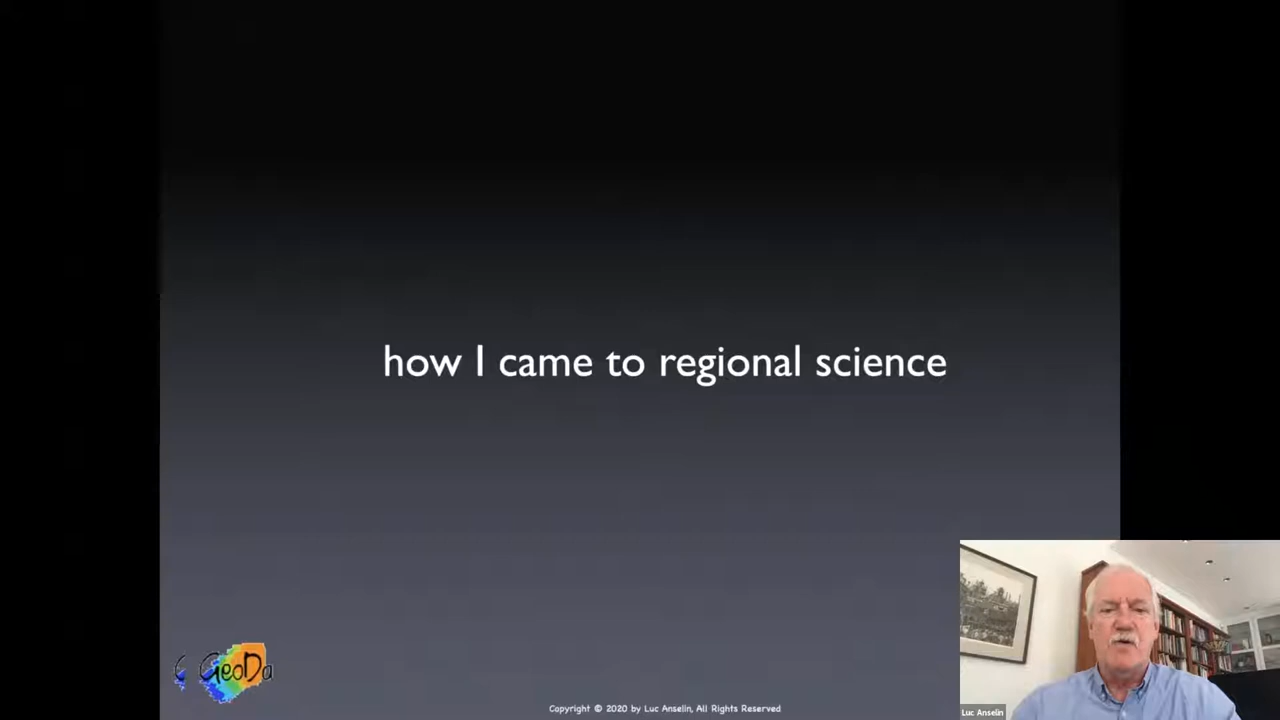 how I came to regional science
GeoDa
Copyright © 2020 by Luc Anselin, All Rights Reserved
Luc Anselin